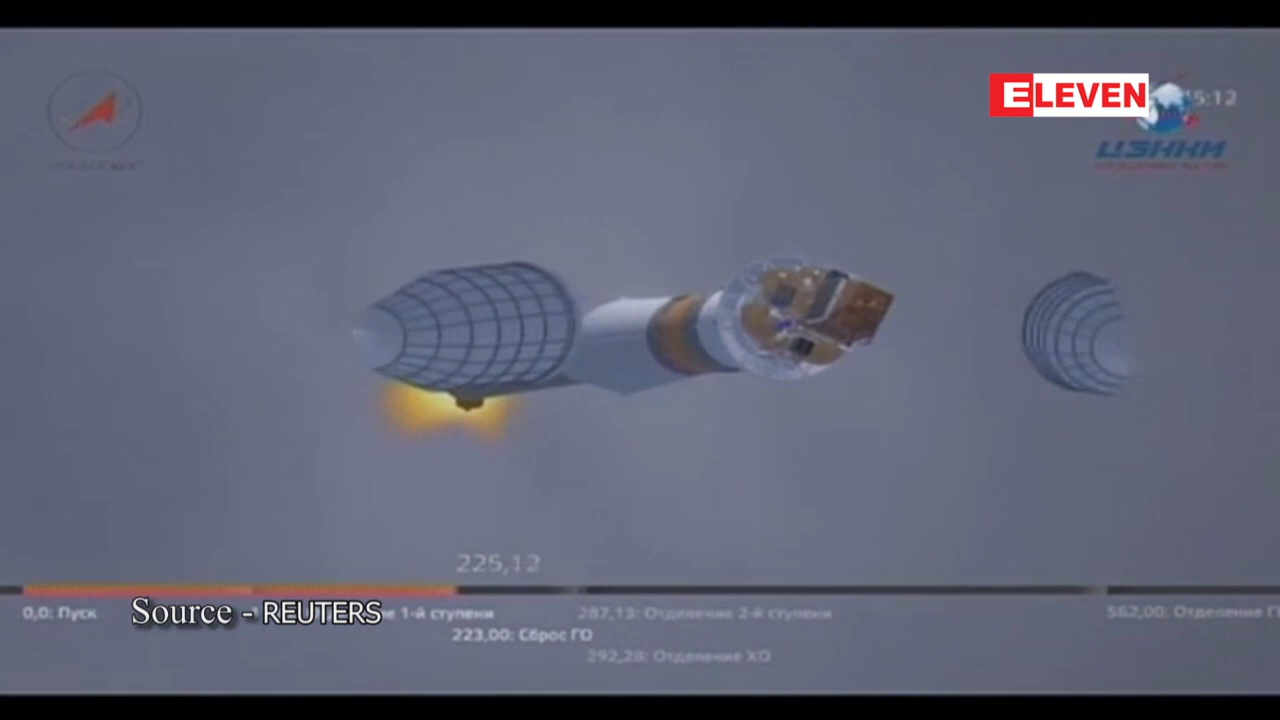 ELEVEN
5:12
ЦЭНКИ
225,12
0,0: Пуск
Source - REUTERS
е 1-й ступени
287,13: Отделение 2-й ступени
562,00: Отделение Г
223,00: Сброс ГО
292,28: Отделение ХО